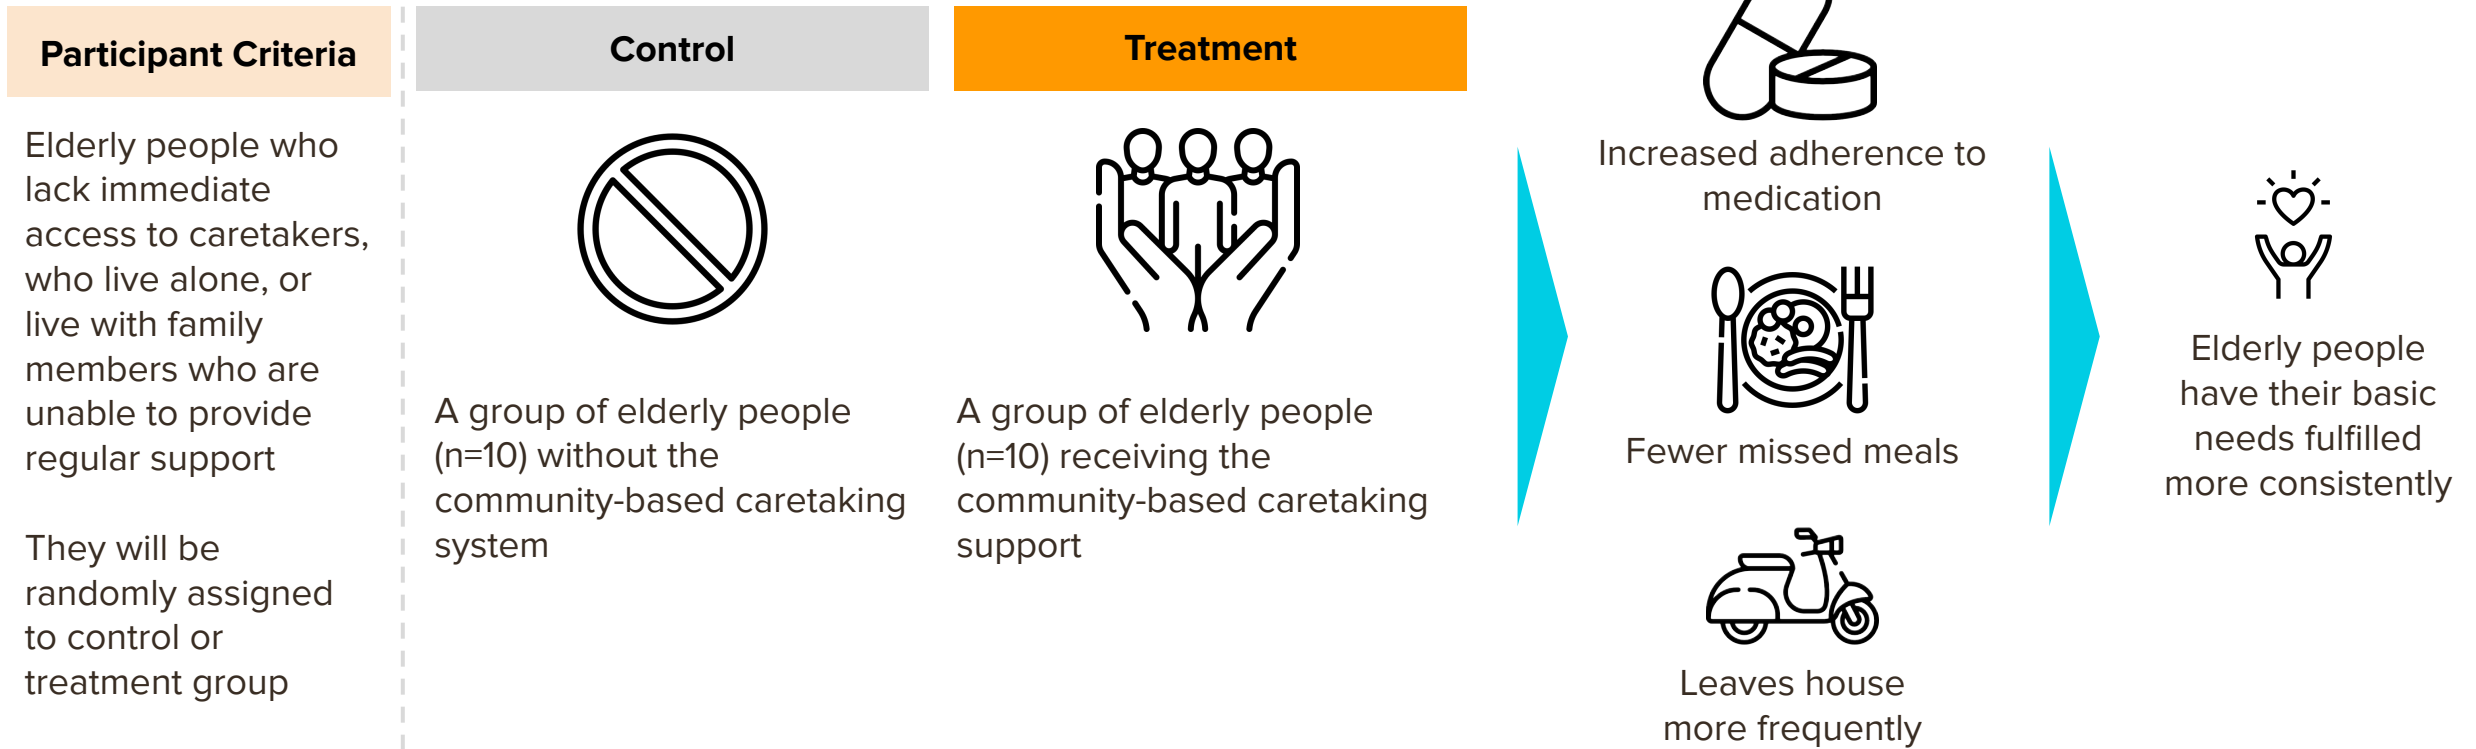 Participant Criteria
Elderly people who
lack immediate
access to caretakers,
who live alone, or
live with family
members who are
unable to provide
regular support
They will be
randomly assigned
to control or
treatment group
Control
A group of elderly people
(n=10) without the
community-based caretaking
system
Treatment
A group of elderly people
(n=10) receiving the
community-based caretaking
support
Increased adherence to
medication
Fewer missed meals
Leaves house
more frequently
Elderly people
have their basic
needs fulfilled
more consistently